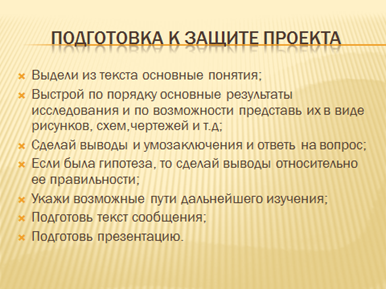 ПОДГОТОВКА К ЗАЩИТЕ ПРОЕКТА
Выдели из текста основные понятия;
Выстрой по порядку основные результаты
исследования и по возможности представь их в виде
рисунков, схем,чертежей и т.д;
Сделай выводы и умозаключения и ответь на вопрос;
Если была гипотеза, то сделай выводы относительно
ее правильности;
Укажи возможные пути дальнейшего изучения;
Подготовь текст сообщения;
Подготовь презентацию.